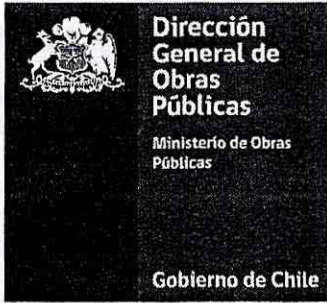 Dirección
General de
Obras
Públicas
Ministerio de Obras
Públicas
Gobierno de Chile